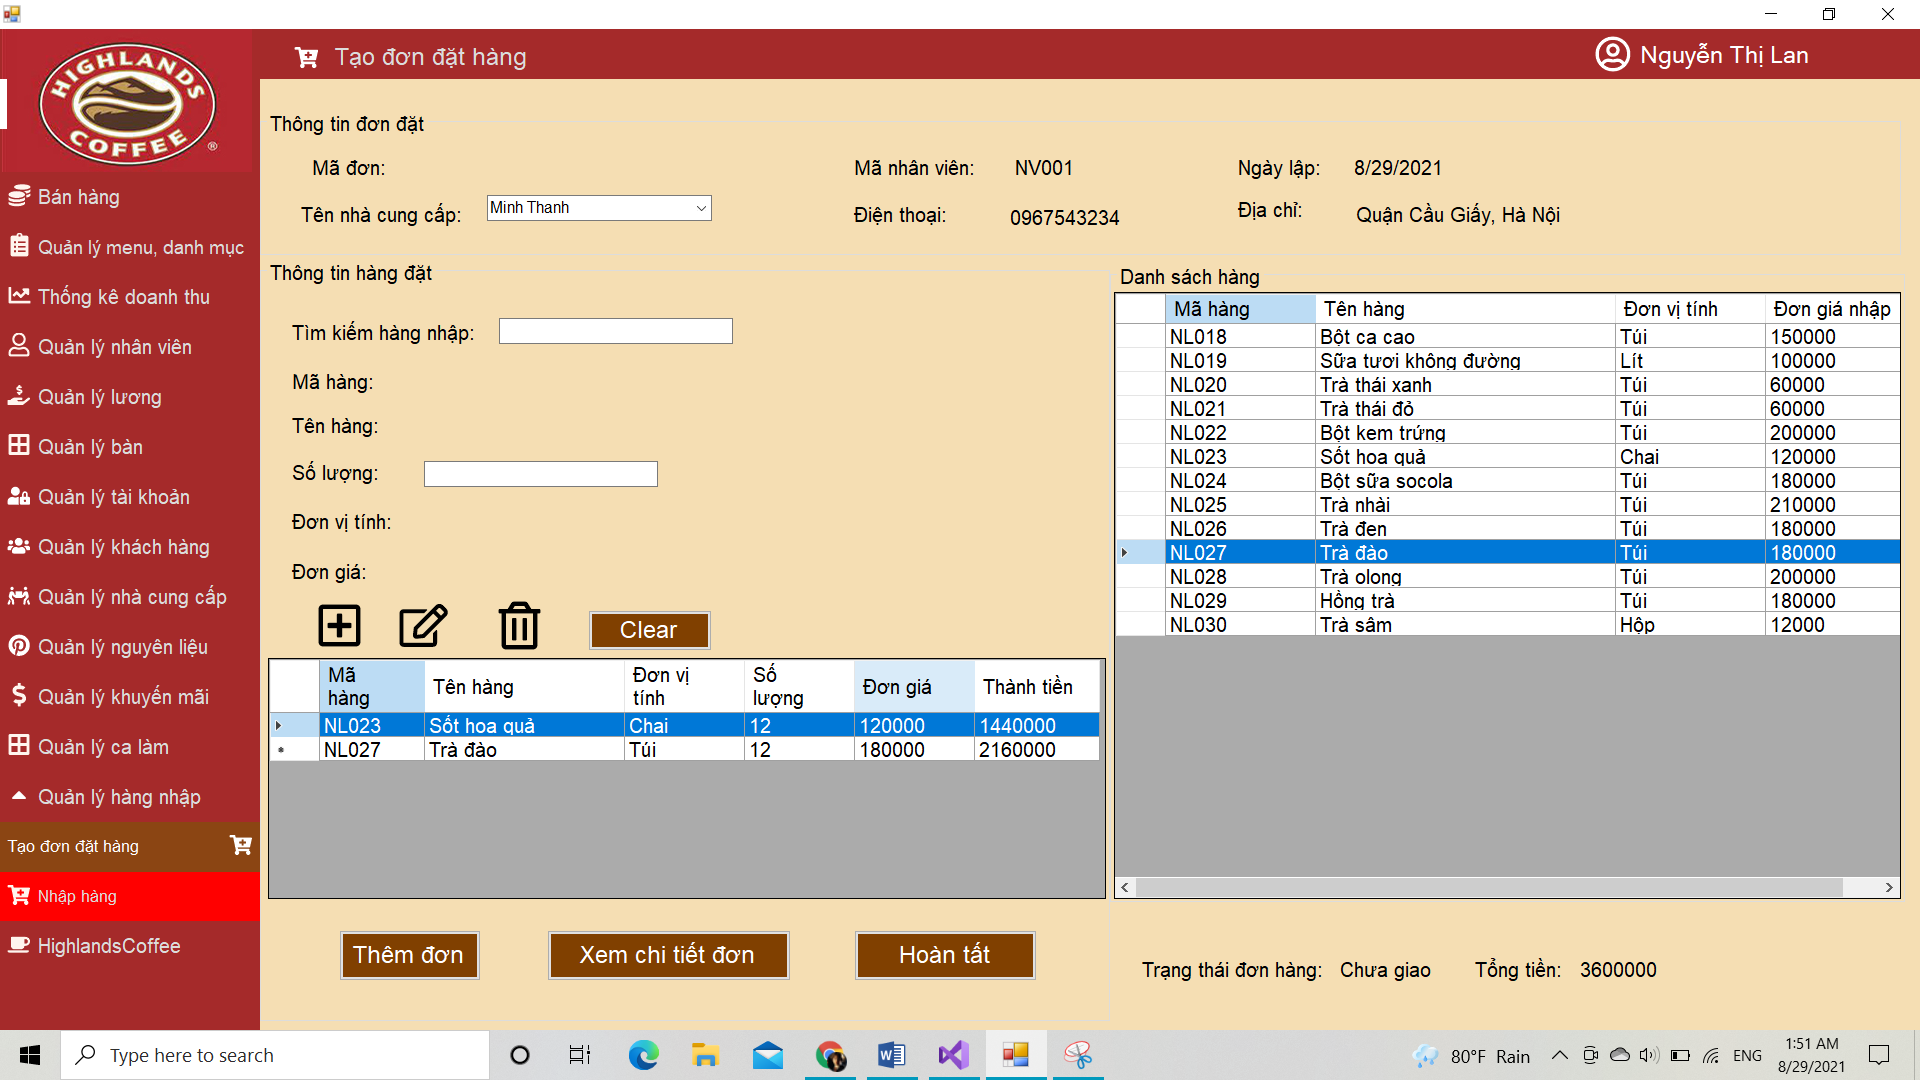 HIGHLANDS
COFFEE
®
Tạo đơn đặt hàng
Nguyễn Thị Lan
Bán hàng
Quản lý menu, danh mục
Thống kê doanh thu
Quản lý nhân viên
Quản lý lương
Quản lý bàn
Quản lý tài khoản
Quản lý khách hàng
Quản lý nhà cung cấp
Quản lý nguyên liệu
Quản lý khuyến mãi
Quản lý ca làm
Quản lý hàng nhập
Tạo đơn đặt hàng
Nhập hàng
HighlandsCoffee
Thông tin đơn đặt
Mã đơn:
Mã nhân viên: NV001
Ngày lập: 8/29/2021
Tên nhà cung cấp: Minh Thanh
Điện thoại: 0967543234
Địa chỉ: Quận Cầu Giấy, Hà Nội
Thông tin hàng đặt
Tìm kiếm hàng nhập:
Mã hàng:
Tên hàng:
Số lượng:
Đơn vị tính:
Đơn giá:
Clear
Mã hàng Tên hàng Đơn vị tính Số lượng Đơn giá Thành tiền
NL023 Sốt hoa quả Chai 12 120000 1440000
NL027 Trà đào Túi 12 180000 2160000
Thêm đơn
Xem chi tiết đơn
Hoàn tất
Danh sách hàng
Mã hàng Tên hàng Đơn vị tính Đơn giá nhập
NL018 Bột ca cao Túi 150000
NL019 Sữa tươi không đường Lít 100000
NL020 Trà thái xanh Túi 60000
NL021 Trà thái đỏ Túi 60000
NL022 Bột kem trứng Túi 200000
NL023 Sốt hoa quả Chai 120000
NL024 Bột sữa socola Túi 180000
NL025 Trà nhài Túi 210000
NL026 Trà đen Túi 180000
NL027 Trà đào Túi 180000
NL028 Trà olong Túi 200000
NL029 Hồng trà Túi 180000
NL030 Trà sâm Hộp 12000
Trạng thái đơn hàng: Chưa giao
Tổng tiền: 3600000
Type here to search
80°F Rain
ENG
1:51 AM
8/29/2021